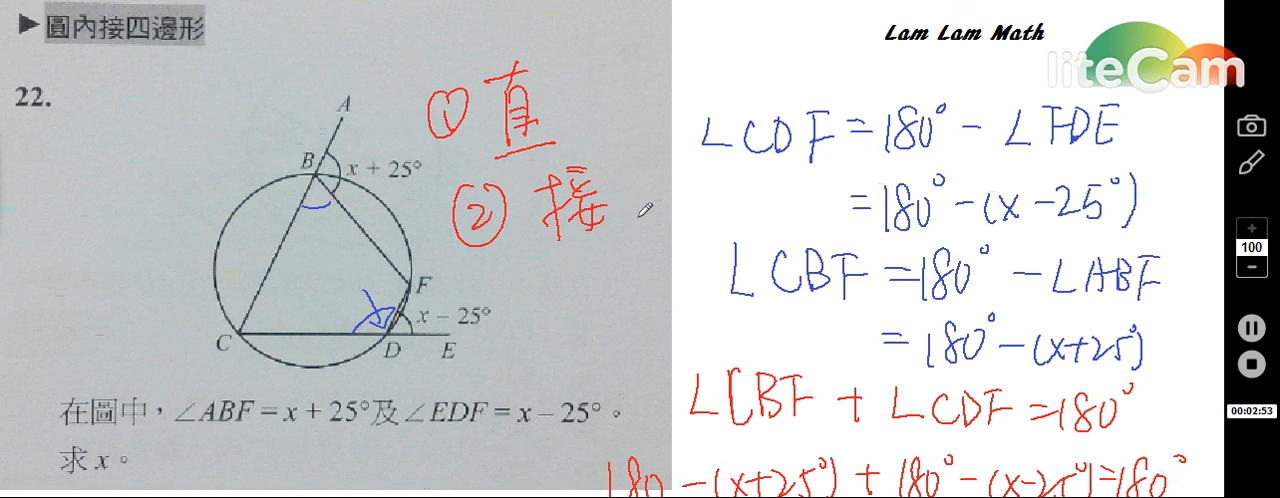 ▶圓內接四邊形
22.
A
B
x + 25°
F
x − 25°
C
D
E
在圖中，∠ABF = x + 25°及∠EDF = x − 25°。
求 x。
① 直
② 接
Lam Lam Math
liteCam
∠CDF = 180° − ∠FDE
= 180° − (x − 25°)
∠CBF = 180° − ∠ABF
= 180° − (x+25°)
∠CBF + ∠CDF = 180°
180 − (x+25°) + 180° − (x−25°) = 180°
+
100
−
00:02:53